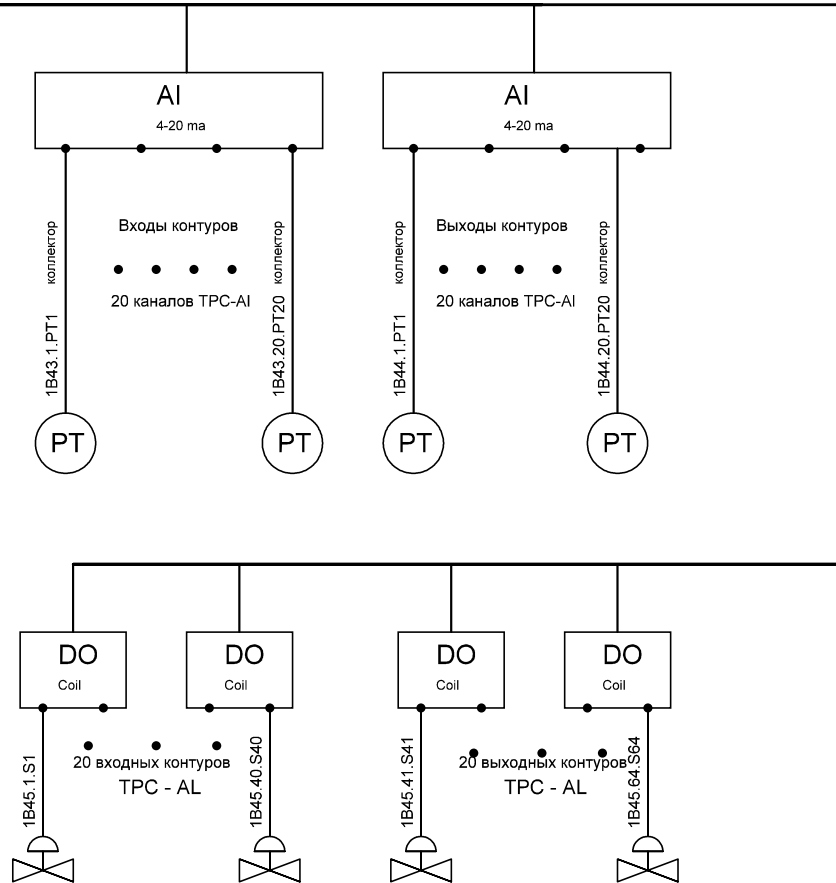 AI
4-20 ma
AI
4-20 ma
коллектор
Входы контуров
коллектор
коллектор
Выходы контуров
коллектор
20 каналов TPC-AI
20 каналов TPC-AI
1B43.1.PT1
1B43.20.PT20
1B44.1.PT1
1B44.20.PT20
PT
PT
PT
PT
DO
Coil
DO
Coil
DO
Coil
DO
Coil
1B45.1.S1
20 входных контуров
TPC - AL
1B45.40.S40
1B45.41.S41
20 выходных контуров
TPC - AL
1B45.64.S64